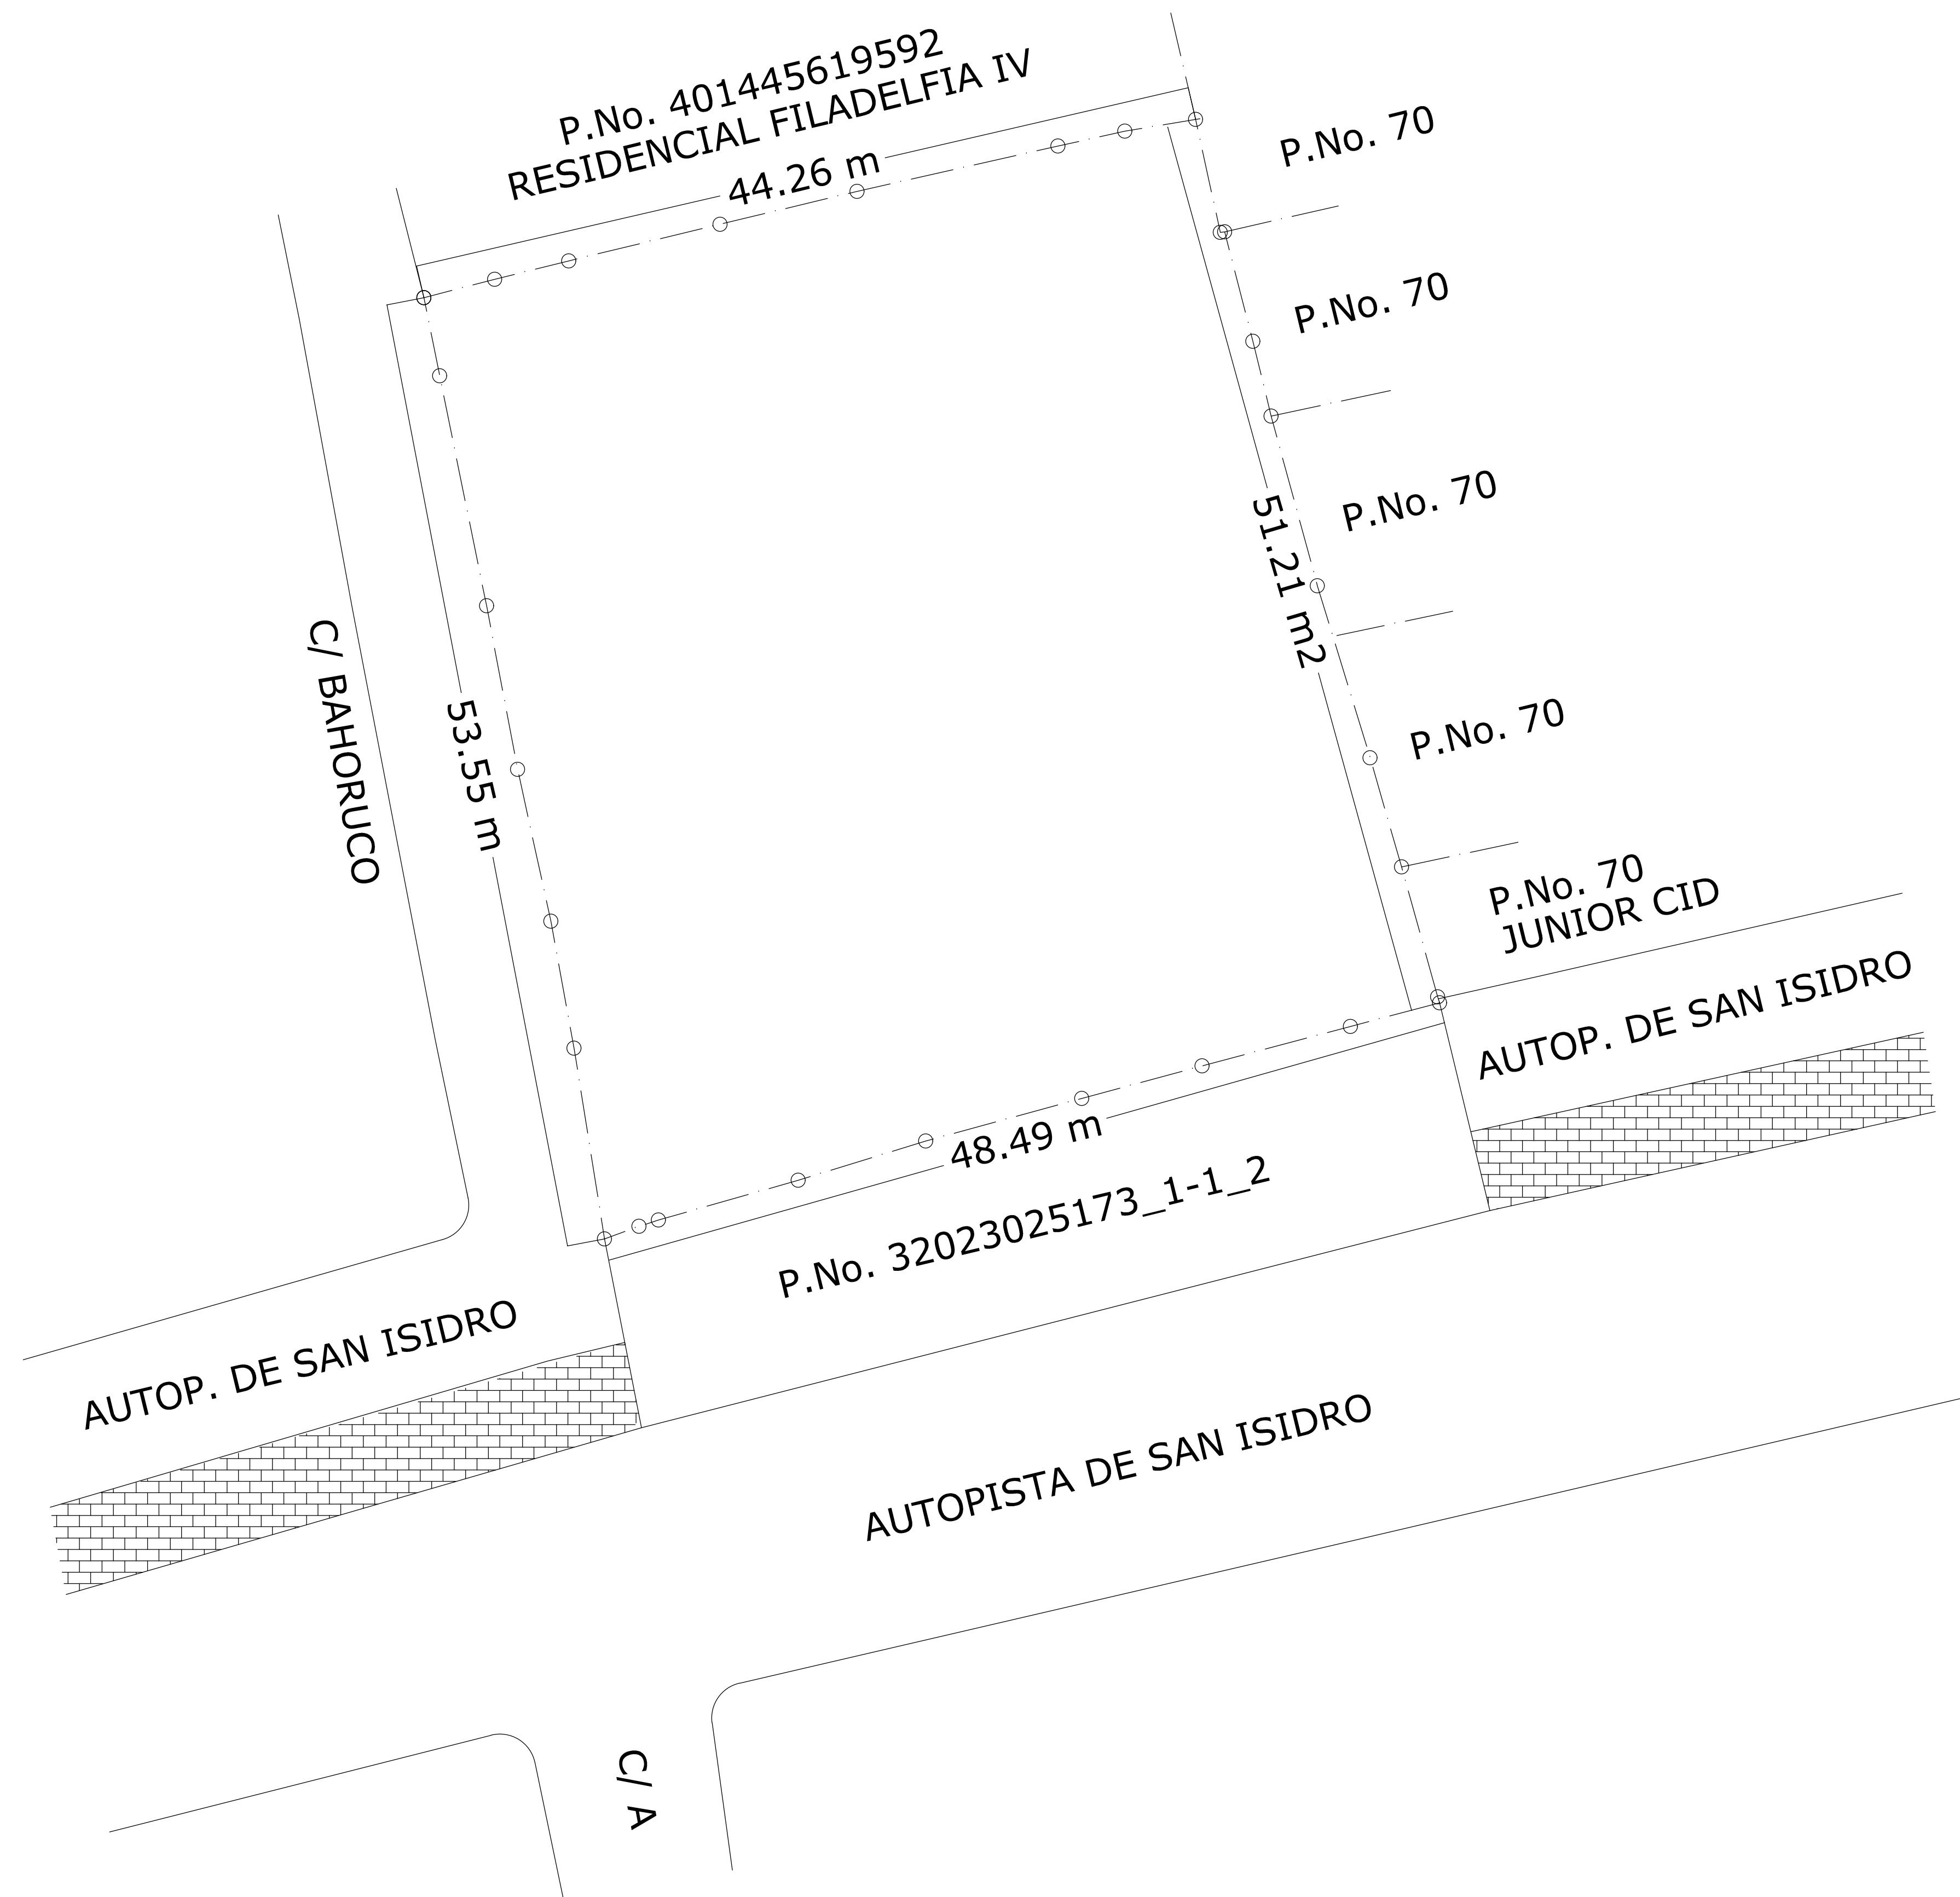 P.No. 401445619592
RESIDENCIAL FILADELFIA IV
44.26 m
P.No. 70
P.No. 70
P.No. 70
51.21 m2
C/ BAHORUCO
53.55 m
P.No. 70
P.No. 70
JUNIOR CID
AUTOP. DE SAN ISIDRO
48.49 m
P.No. 32023025173_1-1_2
AUTOP. DE SAN ISIDRO
AUTOPISTA DE SAN ISIDRO
C/ A